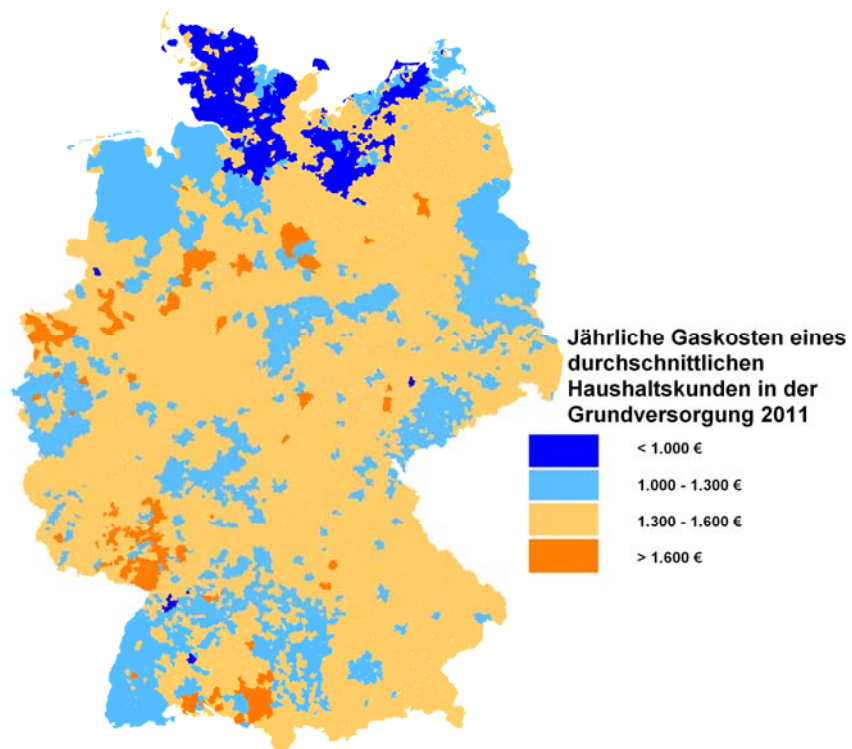 Jährliche Gaskosten eines
durchschnittlichen
Haushaltskunden in der
Grundversorgung 2011
< 1.000 €
1.000 - 1.300 €
1.300 - 1.600 €
> 1.600 €